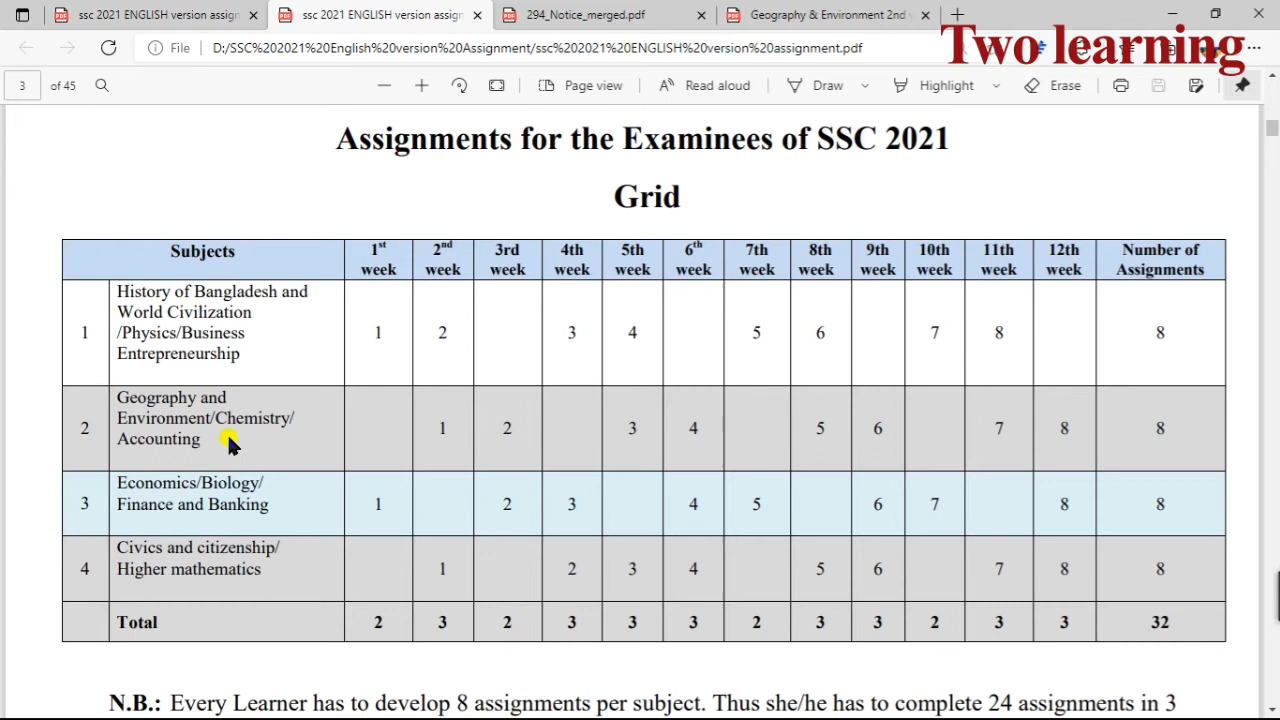 ssc 2021 ENGLISH version assign
ssc 2021 ENGLISH version assign
294_Notice_merged.pdf
Geography & Environment 2nd
File
D:/SSC%202021%20English%20version%20Assignment/ssc%202021%20ENGLISH%20version%20assignment.pdf
Two learning
3 of 45
Page view
Read aloud
Draw
Highlight
Erase
Assignments for the Examinees of SSC 2021
Grid
Subjects 1st week 2nd week 3rd week 4th week 5th week 6th week 7th week 8th week 9th week 10th week 11th week 12th week Number of Assignments
1 History of Bangladesh and
World Civilization
/Physics/Business
Entrepreneurship
1 2 3 4 5 6 7 8 8
2 Geography and
Environment/Chemistry/
Accounting
1 2 3 4 5 6 7 8 8
3 Economics/Biology/
Finance and Banking
1 2 3 4 5 6 7 8 8
4 Civics and citizenship/
Higher mathematics
1 2 3 4 5 6 7 8 8
Total 2 3 2 3 3 3 2 3 3 2 3 3 32
N.B.: Every Learner has to develop 8 assignments per subject. Thus she/he has to complete 24 assignments in 3